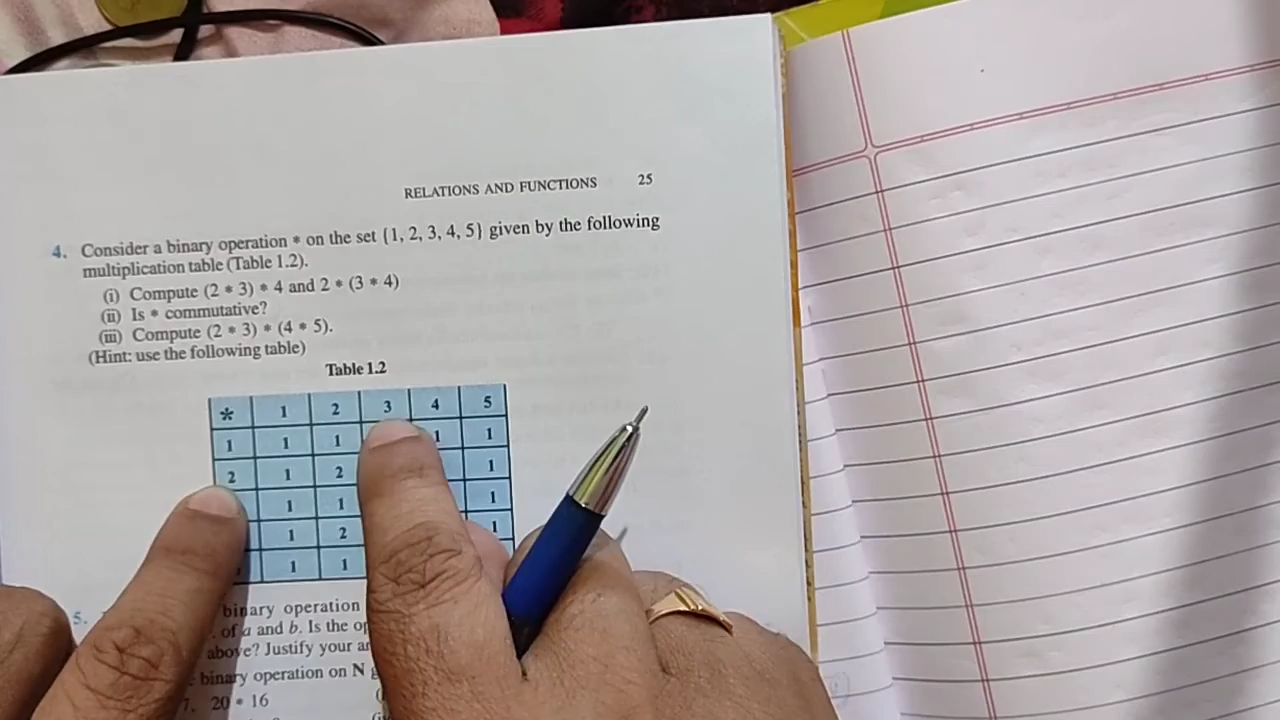 RELATIONS AND FUNCTIONS 25
4. Consider a binary operation * on the set {1, 2, 3, 4, 5} given by the following
multiplication table (Table 1.2).
(i) Compute (2 * 3) * 4 and 2 * (3 * 4)
(ii) Is * commutative?
(iii) Compute (2 * 3) * (4 * 5).
(Hint: use the following table)
Table 1.2
* 1 2 3 4 5
1 1 1 1 1
2 1 2 1
1 1 1
1 2 1
1 1
5. binary operation
of a and b. Is the
above? Justify your
binary operation on N
7. 20 * 16